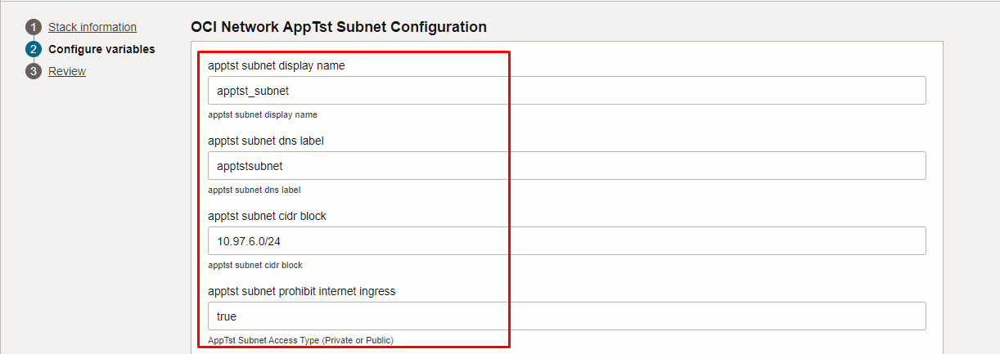 1 Stack information
2 Configure variables
3 Review
OCI Network AppTst Subnet Configuration
apptst subnet display name
apptst_subnet
apptst subnet display name
apptst subnet dns label
apptstsubnet
apptst subnet dns label
apptst subnet cidr block
10.97.6.0/24
apptst subnet cidr block
apptst subnet prohibit internet ingress
true
AppTst Subnet Access Type (Private or Public)